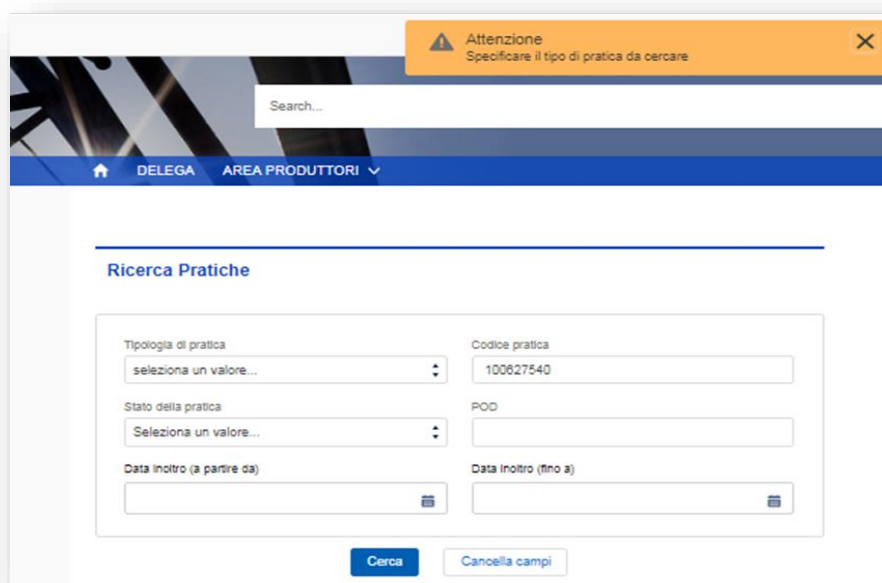 Attenzione
Specificare il tipo di pratica da cercare
Search...
DELEGA AREA PRODUTTORI
Ricerca Pratiche
Tipologia di pratica
Codice pratica
seleziona un valore...
100627540
Stato della pratica
POD
Seleziona un valore...
Data Inoltro (a partire da)
Data Inoltro (fino a)
Cerca
Cancella campi